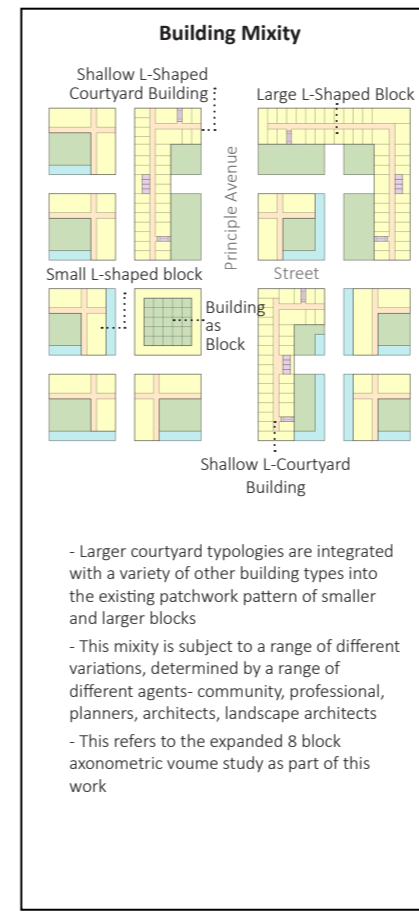 Building Mixity
Shallow L-Shaped
Courtyard Building
Large L-Shaped Block
Principle Avenue
Street
Small L-shaped block
Building
as
Block
Shallow L-Courtyard
Building
- Larger courtyard typologies are integrated
with a variety of other building types into
the existing patchwork pattern of smaller
and larger blocks
- This mixity is subject to a range of different
variations, determined by a range of
different agents- community, professional,
planners, architects, landscape architects
- This refers to the expanded 8 block
axonometric voume study as part of this
work